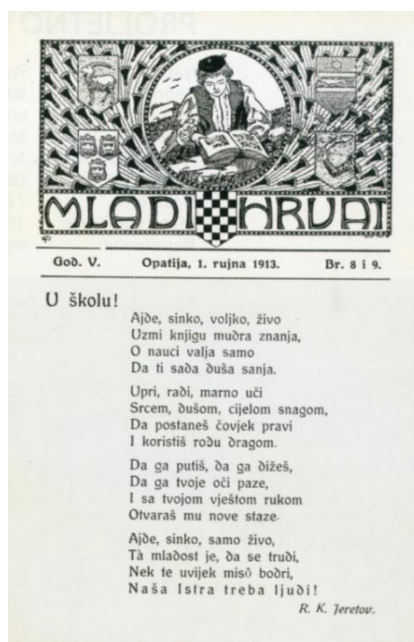 MLADI HRVAT
God. V. Opatija, 1. rujna 1913. Br. 8 i 9.
U školu!
Ajde, sinko, voljko, živo
Uzmi knjigu mudra znanja,
O nauci valja samo
Da ti sada duša sanja.
Upri, radi, marno uči
Srcem, dušom, cijelom snagom,
Da postaneš čovjek pravi
I koristiš rodu dragom.
Da ga putiš, da ga dižeš,
Da ga tvoje oči paze,
I sa tvojom vještom rukom
Otvaraš mu nove staze.
Ajde, sinko, samo živo,
Tà mladost je, da se trudi,
Nek te uvijek misô bodri,
Naša Istra treba ljudi!
R. K. Jeretov.